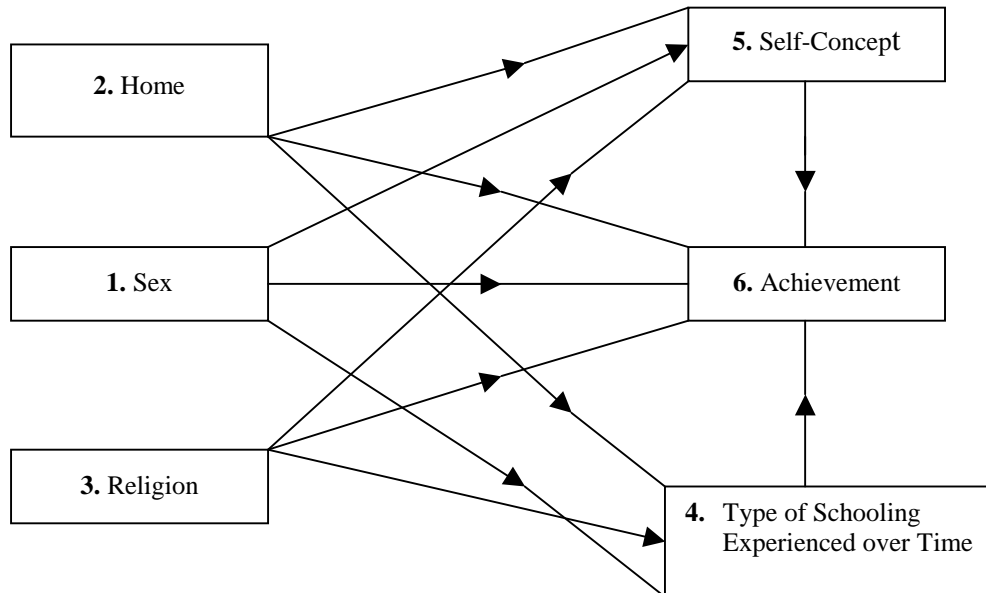 5. Self-Concept
2. Home
1. Sex
6. Achievement
3. Religion
4. Type of Schooling
Experienced over Time